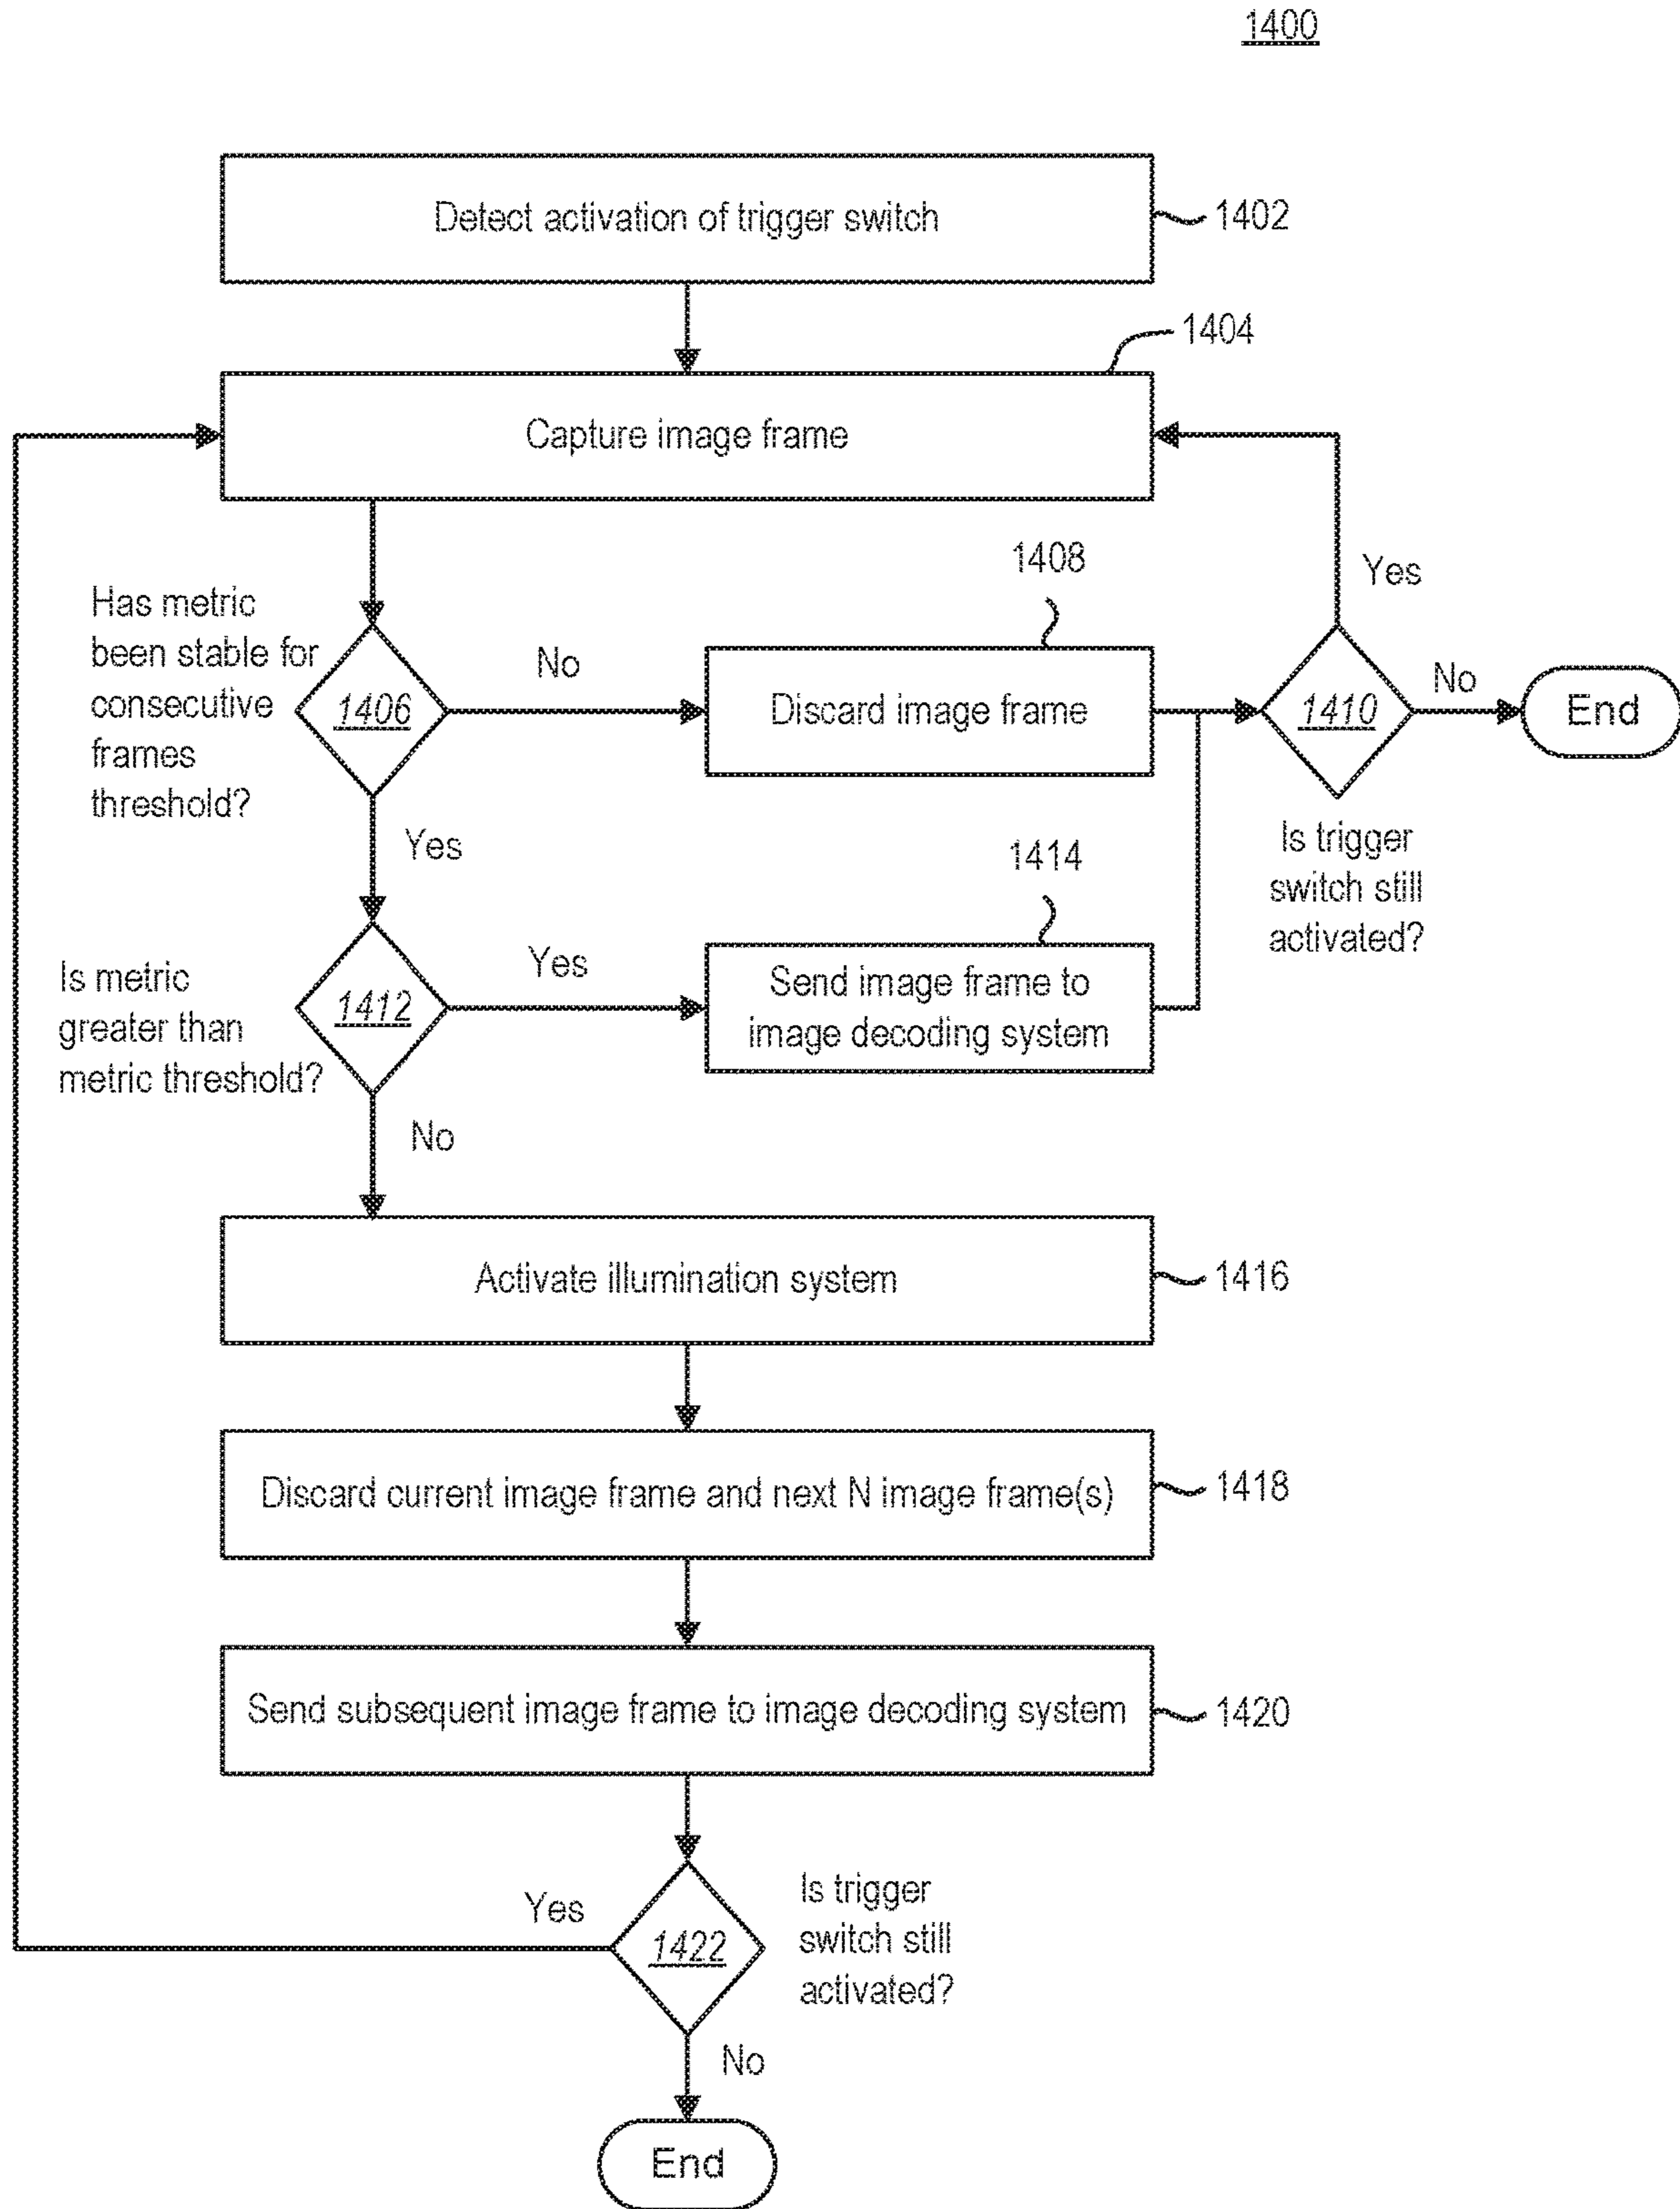 1400
Detect activation of trigger switch
1402
1404
Capture image frame
Has metric
been stable for
consecutive
frames
threshold?
1406
No
1408
Discard image frame
Yes
1410
No
End
Is trigger
switch still
activated?
Yes
Is metric
greater than
metric threshold?
1412
Yes
1414
Send image frame to
image decoding system
No
Activate illumination system
1416
Discard current image frame and next N image frame(s)
1418
Send subsequent image frame to image decoding system
1420
Yes
1422
Is trigger
switch still
activated?
No
End